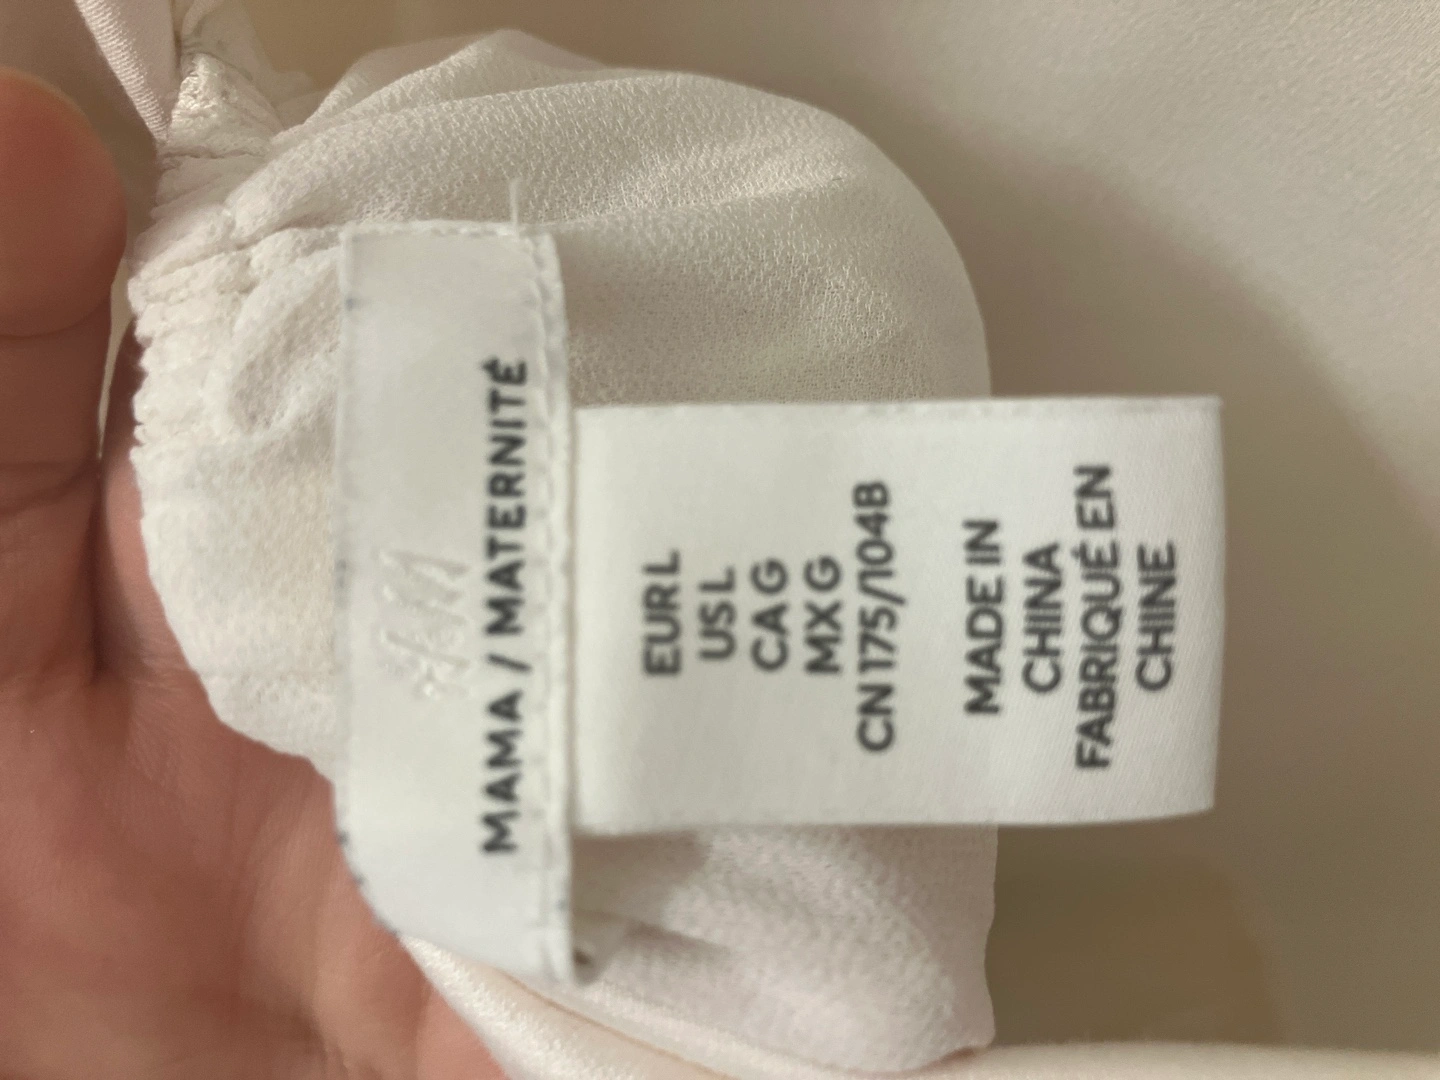 H&M
MAMA / MATERNITÉ
EUR L
US L
CA G
MX G
CN 175/104B
MADE IN
CHINA
FABRIQUÉ EN
CHINE